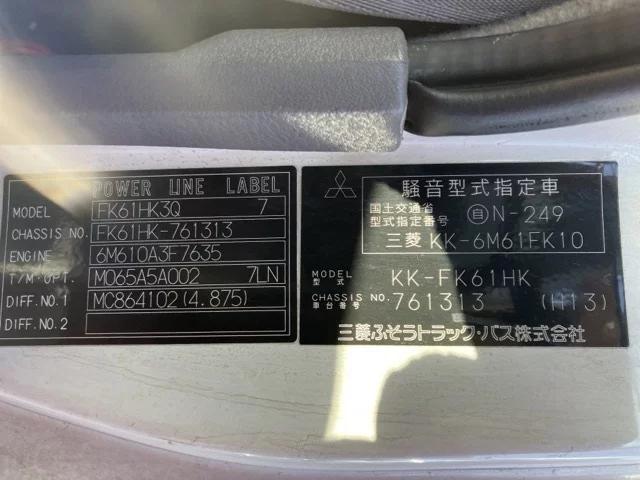 POWER LINE LABEL
MODEL FK61HK3Q 7
CHASSIS NO. FK61HK-761313
ENGINE 6M610A3F7635
T/M.OPT. M065A5A002 7LN
DIFF.NO.1 MC864102(4.875)
DIFF.NO.2
騒音型式指定車
国土交通省
型式指定番号 自 N-249
三菱 KK-6M61FK10
MODEL
型式 KK-FK61HK
CHASSIS NO.
車台番号 761313 (H13)
三菱ふそうトラック・バス株式会社